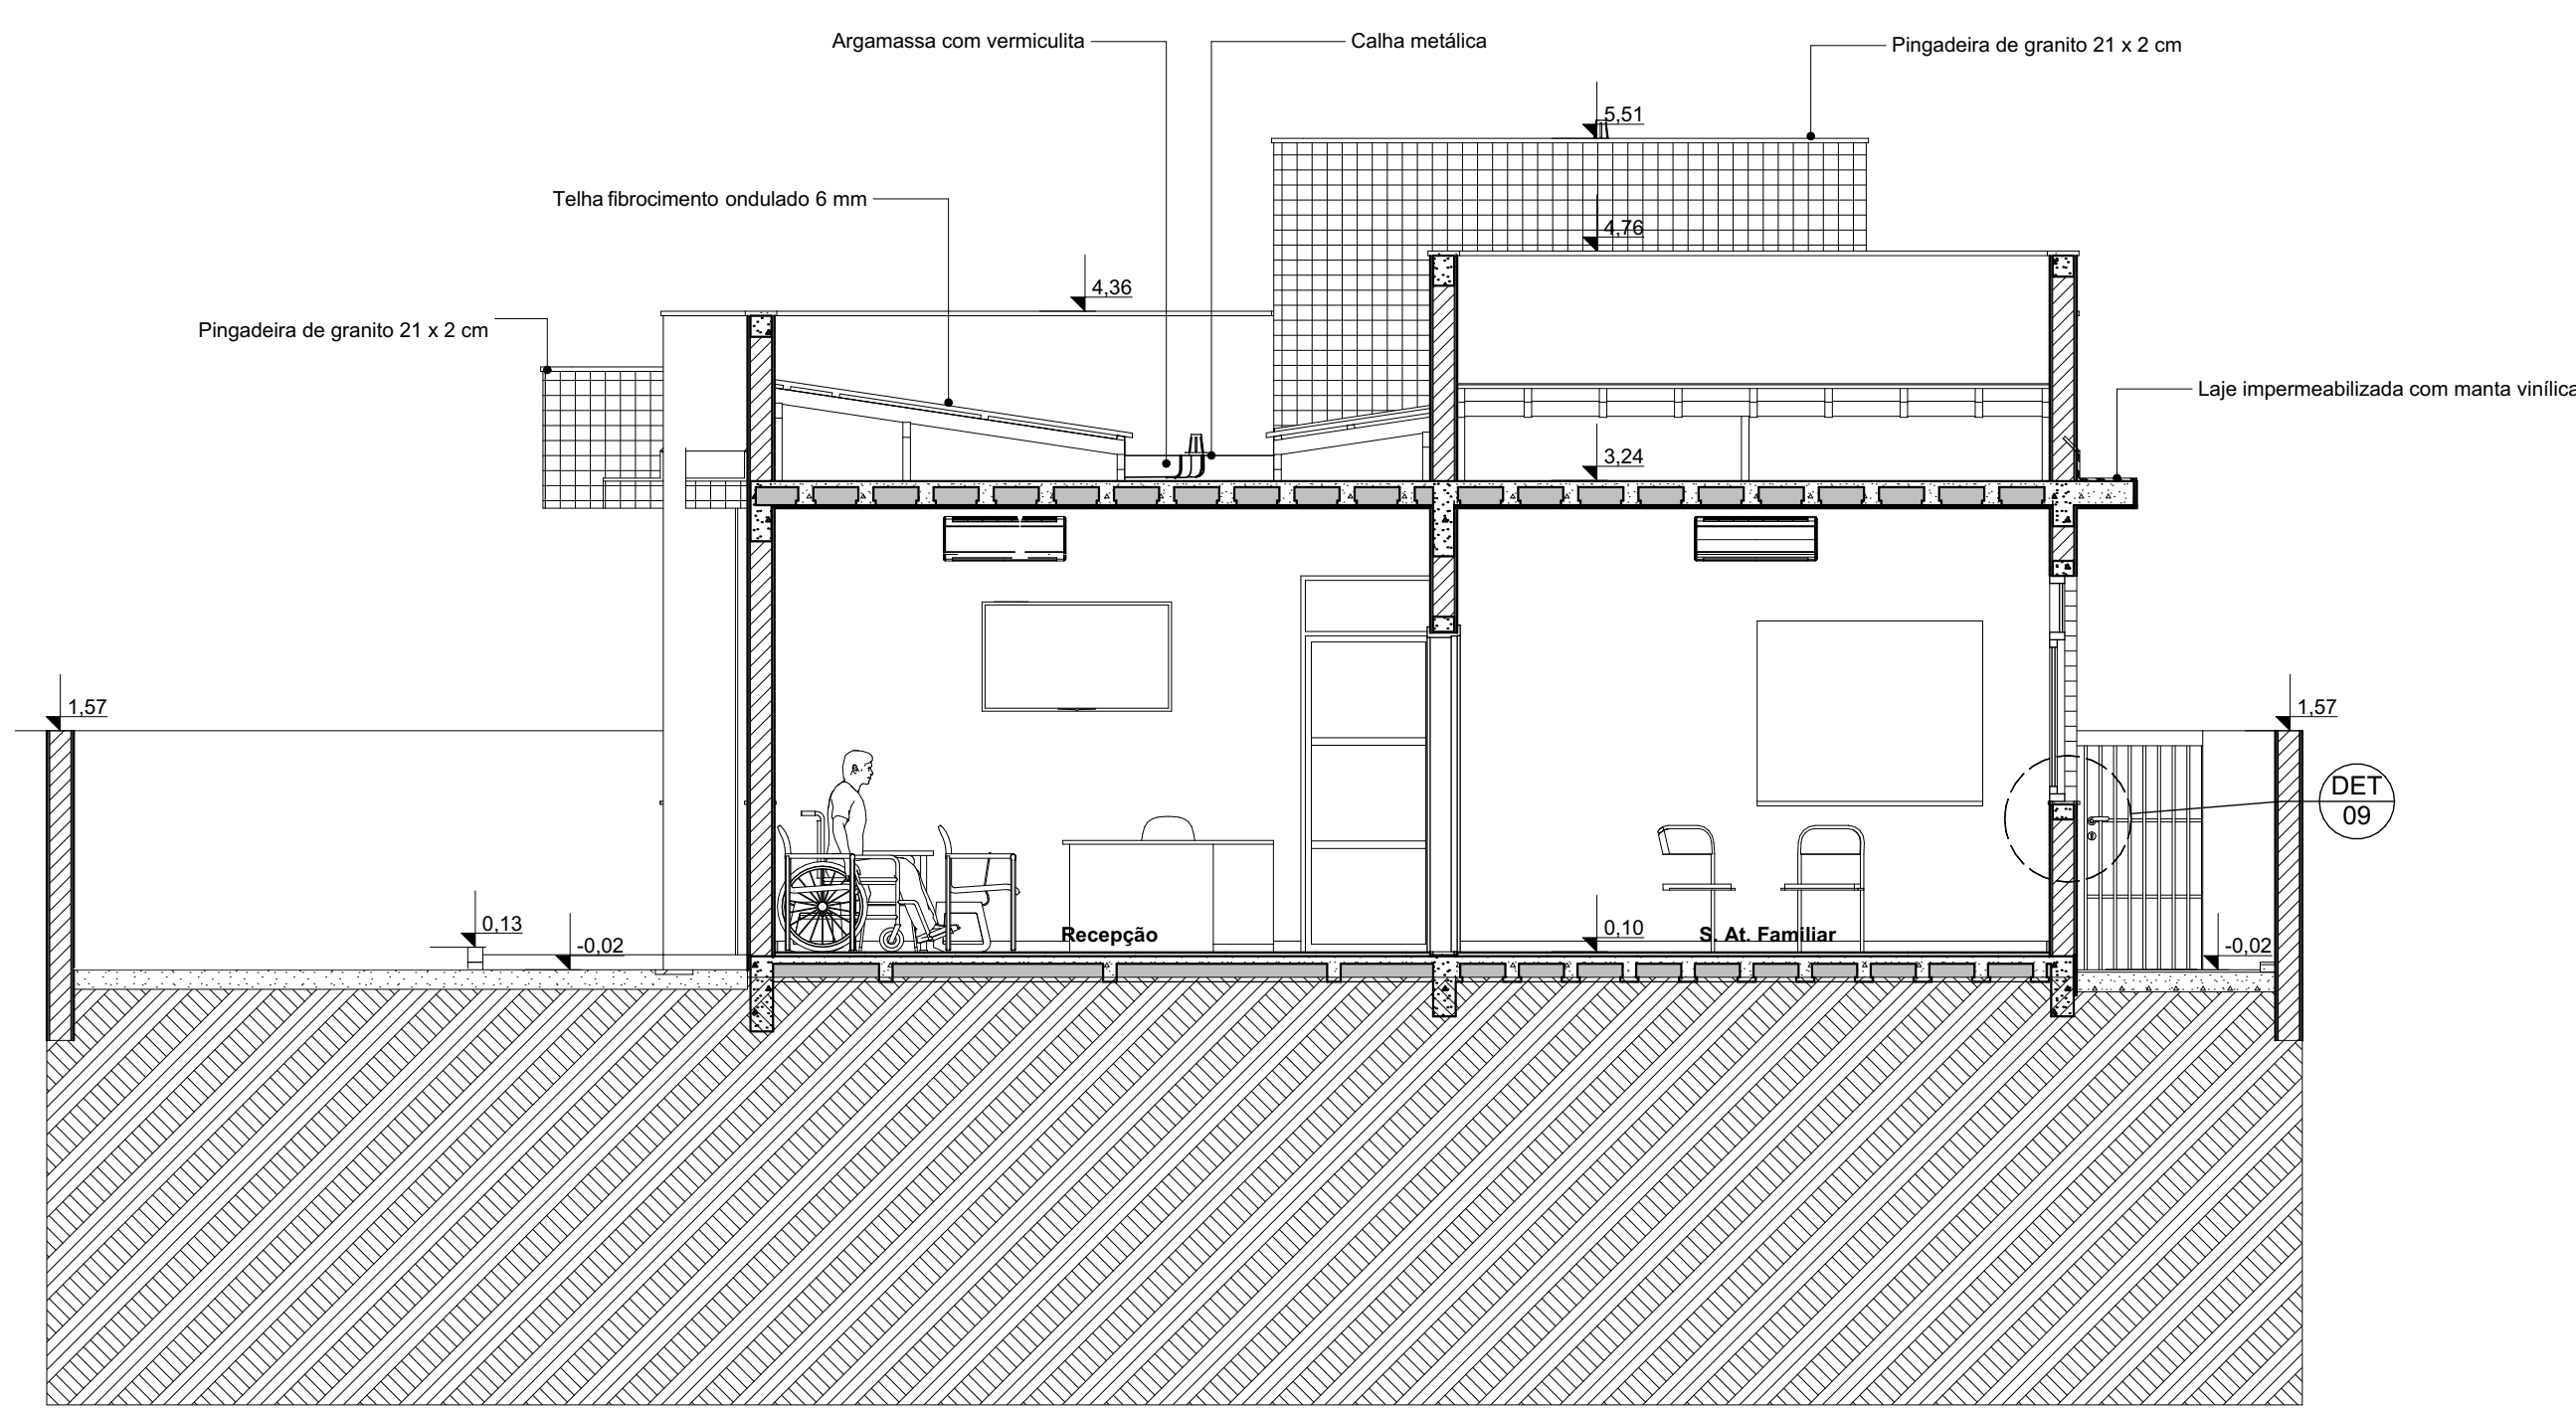 Argamassa com vermiculita
Calha metálica
Pingadeira de granito 21 x 2 cm
5,51
Telha fibrocimento ondulado 6 mm
4,76
4,36
Pingadeira de granito 21 x 2 cm
Laje impermeabilizada com manta vinílica
3,24
1,57
1,57
DET
09
0,13
-0,02
Recepção
0,10
S. At. Familiar
-0,02